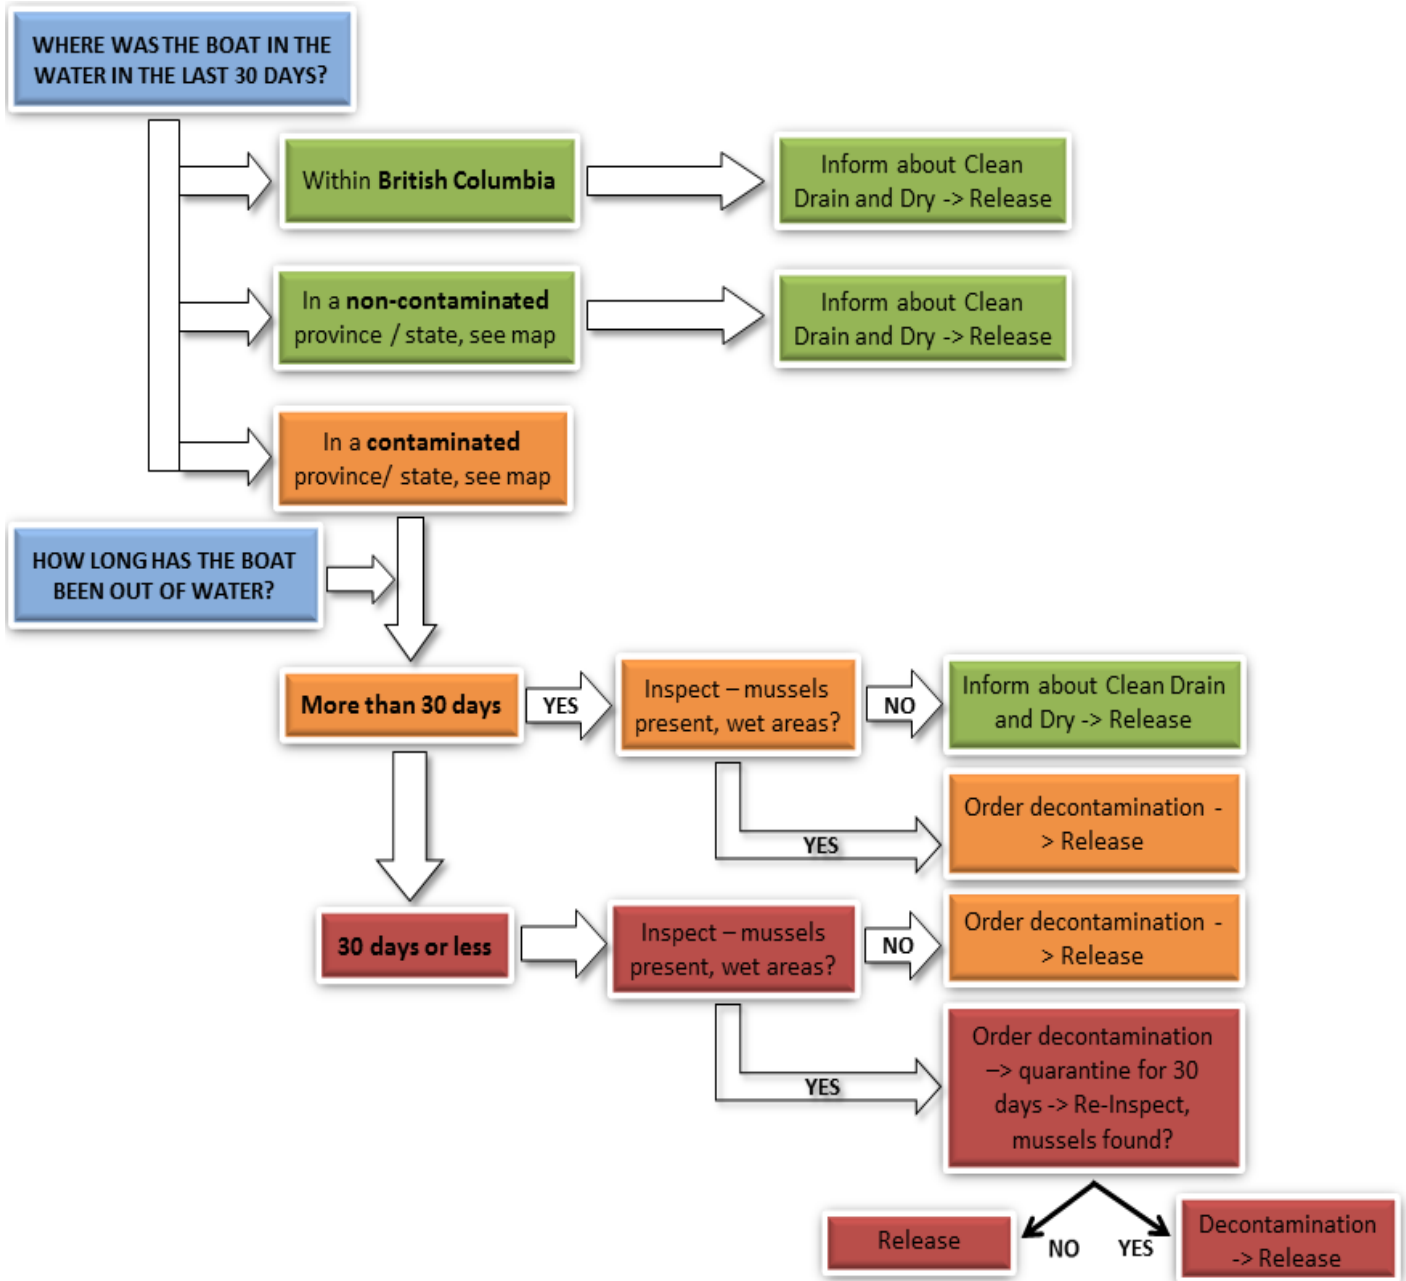 WHERE WAS THE BOAT IN THE
WATER IN THE LAST 30 DAYS?
Within British Columbia
Inform about Clean
Drain and Dry -> Release
In a non-contaminated
province / state, see map
Inform about Clean
Drain and Dry -> Release
In a contaminated
province/ state, see map
HOW LONG HAS THE BOAT
BEEN OUT OF WATER?
More than 30 days
YES
Inspect – mussels
present, wet areas?
NO
Inform about Clean Drain
and Dry -> Release
YES
Order decontamination -
> Release
30 days or less
Inspect – mussels
present, wet areas?
NO
Order decontamination -
> Release
YES
Order decontamination
–> quarantine for 30
days -> Re-Inspect,
mussels found?
Release
NO
YES
Decontamination
-> Release